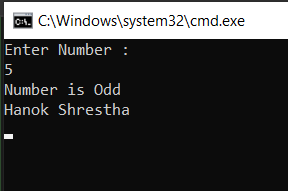 C:\Windows\system32\cmd.exe
Enter Number :
5
Number is Odd
Hanok Shrestha